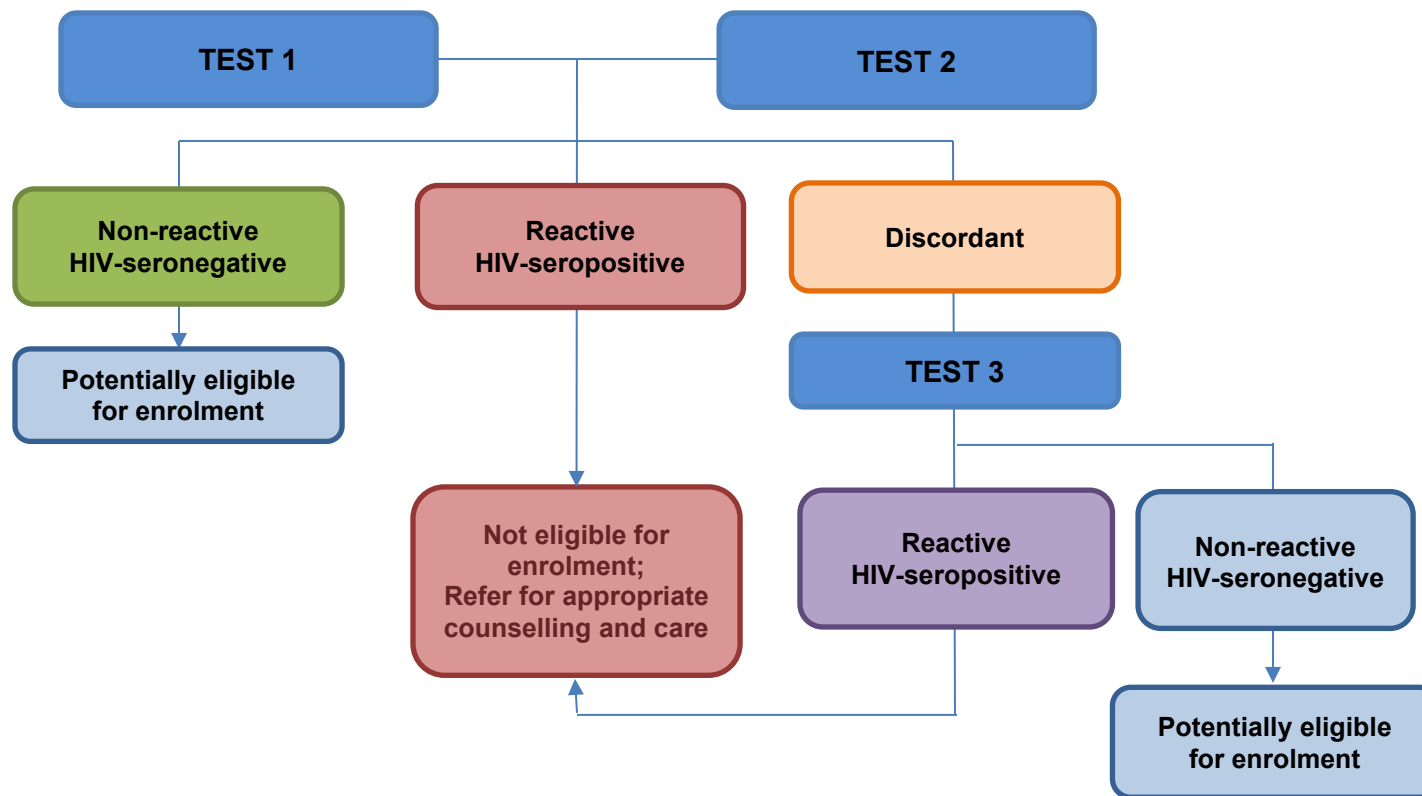 TEST 1
TEST 2
Non-reactive
HIV-seronegative
Reactive
HIV-seropositive
Discordant
Potentially eligible
for enrolment
TEST 3
Not eligible for
enrolment;
Refer for appropriate
counselling and care
Reactive
HIV-seropositive
Non-reactive
HIV-seronegative
Potentially eligible
for enrolment